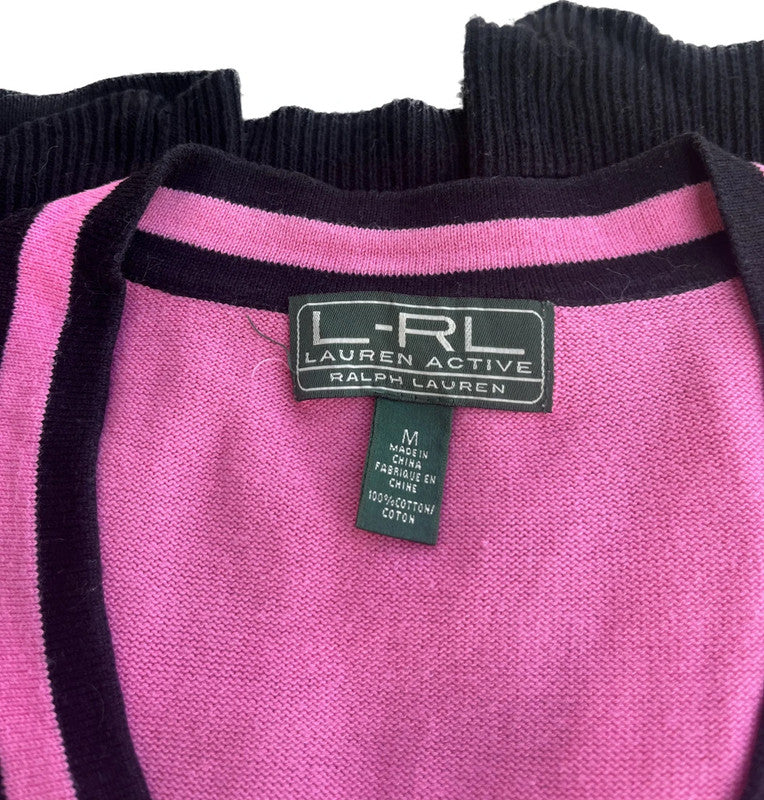 L-RL
LAUREN ACTIVE
RALPH LAUREN
M
MADE IN
CHINA
FABRIQUE EN
CHINE
100%COTTON/
COTON